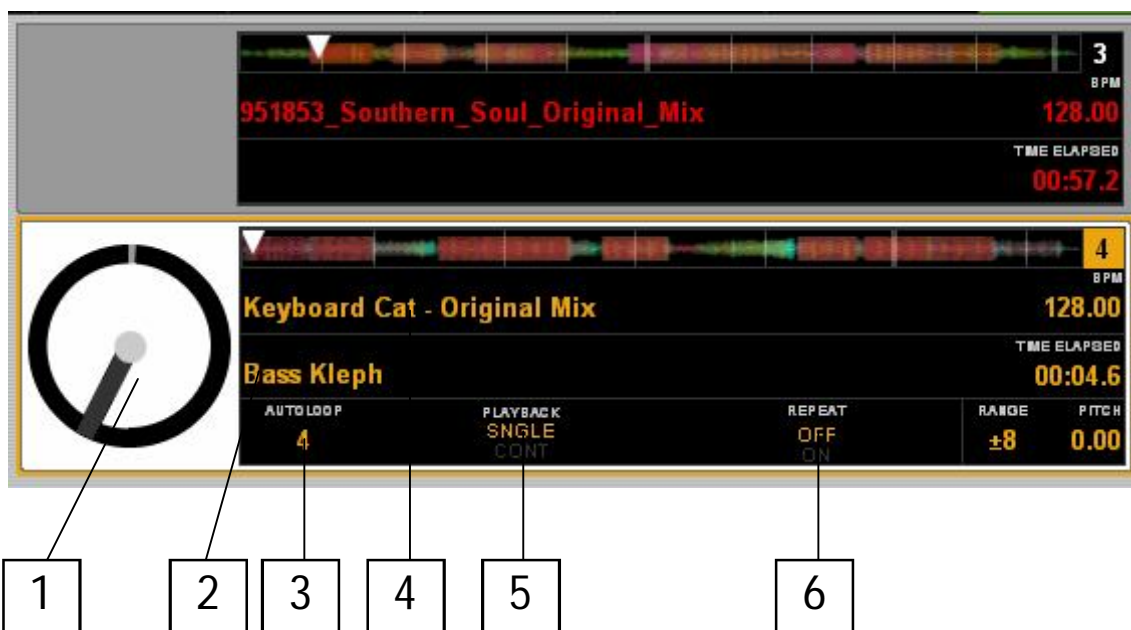 3
BPM
951853_Southern_Soul_Original_Mix 128.00
TIME ELAPSED
00:57.2
4
BPM
Keyboard Cat - Original Mix 128.00
TIME ELAPSED
Bass Kleph 00:04.6
AUTOLOOP PLAYBACK REPEAT RANGE PITCH
4 SNGLE OFF ±8 0.00
CONT ON
1 2 3 4 5 6